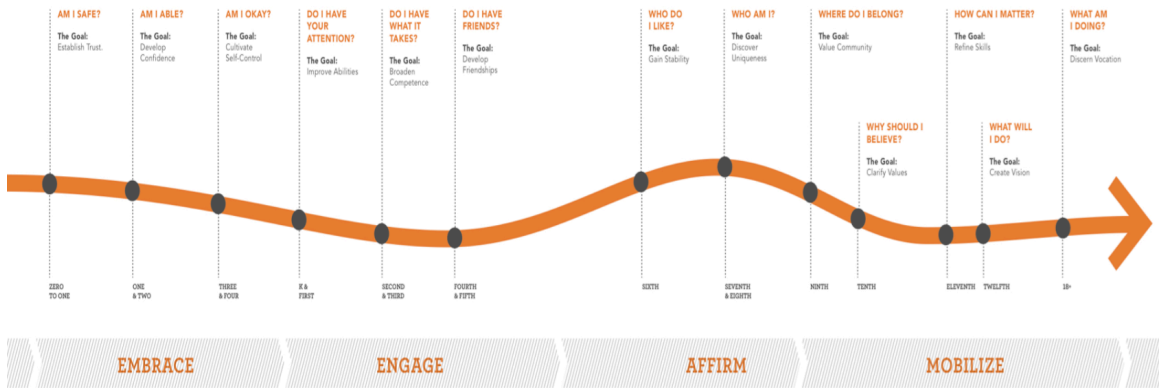 AM I SAFE?
The Goal:
Establish Trust.
AM I ABLE?
The Goal:
Develop
Confidence
AM I OKAY?
The Goal:
Cultivate
Self-Control
DO I HAVE
YOUR
ATTENTION?
The Goal:
Improve Abilities
DO I HAVE
WHAT IT
TAKES?
The Goal:
Broaden
Competence
DO I HAVE
FRIENDS?
The Goal:
Develop
Friendships
WHO DO
I LIKE?
The Goal:
Gain Stability
WHO AM I?
The Goal:
Discover
Uniqueness
WHERE DO I BELONG?
The Goal:
Value Community
HOW CAN I MATTER?
The Goal:
Refine Skills
WHAT AM
I DOING?
The Goal:
Discern Vocation
WHY SHOULD I
BELIEVE?
The Goal:
Clarify Values
WHAT WILL
I DO?
The Goal:
Create Vision
ZERO
TO ONE
ONE
& TWO
THREE
& FOUR
K &
FIRST
SECOND
& THIRD
FOURTH
& FIFTH
SIXTH
SEVENTH
& EIGHTH
NINTH
TENTH
ELEVENTH
TWELFTH
18+
EMBRACE
ENGAGE
AFFIRM
MOBILIZE